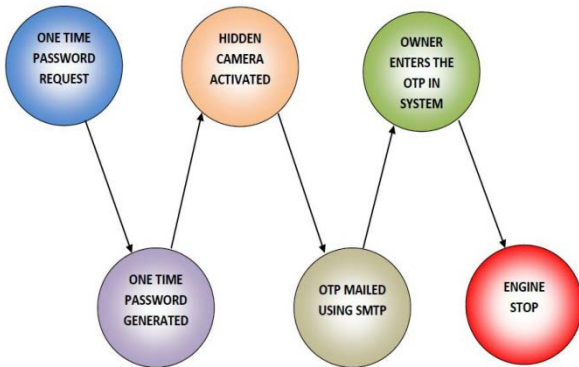 ONE TIME
PASSWORD
REQUEST
HIDDEN
CAMERA
ACTIVATED
OWNER
ENTERS THE
OTP IN
SYSTEM
ONE TIME
PASSWORD
GENERATED
OTP MAILED
USING SMTP
ENGINE
STOP